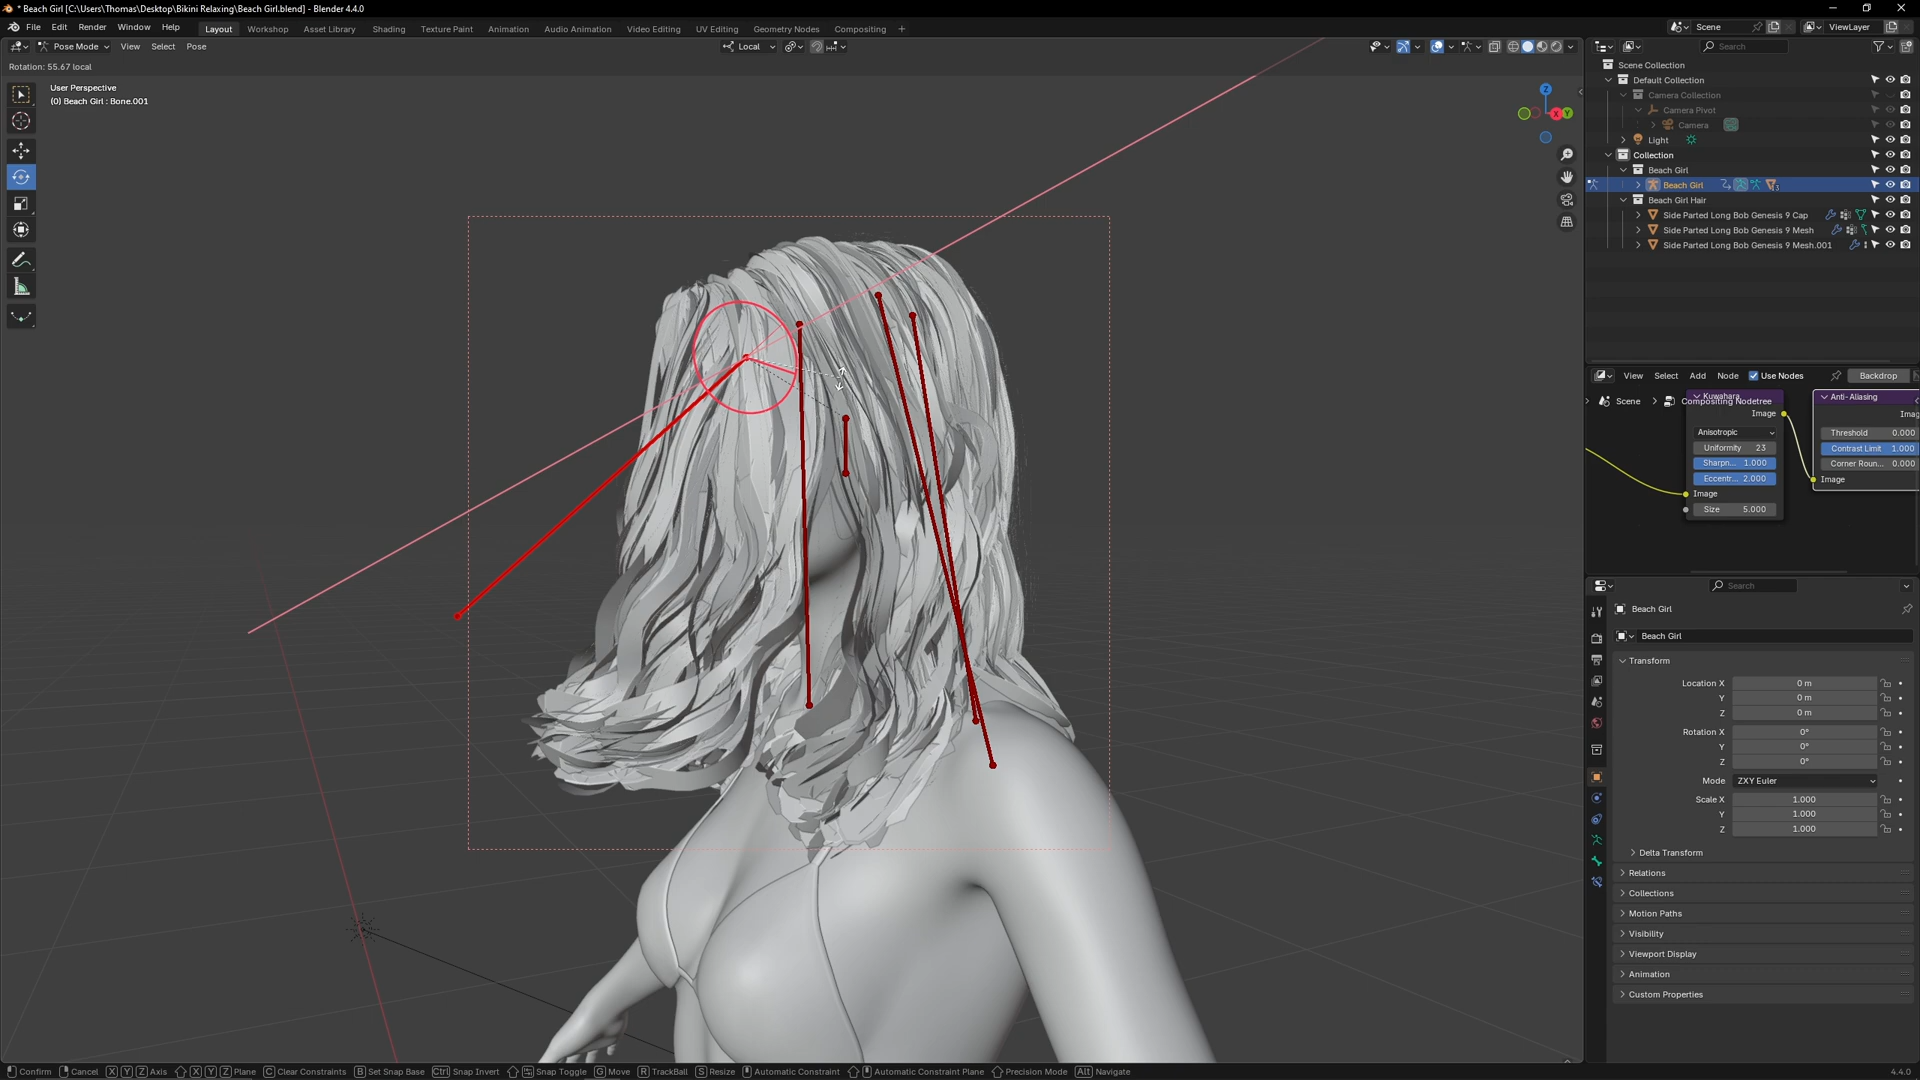 * Beach Girl [C:\Users\Thomas\Desktop\Bikini Relaxing\Beach Girl.blend] - Blender 4.4.0
File Edit Render Window Help Layout Workshop Asset Library Shading Texture Paint Animation Audio Animation Video Editing UV Editing Geometry Nodes Compositing + Scene ViewLayer
Pose Mode View Select Pose Local Search
Rotation: 55.67 local
User Perspective
(0) Beach Girl : Bone.001
Z
X
Y
Scene Collection
Default Collection
Camera Collection
Camera Pivot
Camera
Light
Collection
Beach Girl
Beach Girl
3
Beach Girl Hair
Side Parted Long Bob Genesis 9 Cap
Side Parted Long Bob Genesis 9 Mesh
Side Parted Long Bob Genesis 9 Mesh.001
View Select Add Node Use Nodes Backdrop
Scene Compositing Nodetree
Kuwahara
Image
Anisotropic
Uniformity 23
Sharpn... 1.000
Eccentr... 2.000
Image
Size 5.000
Anti-Aliasing
Imag
Threshold 0.000
Contrast Limit 1.000
Corner Roun... 0.000
Image
Search
Beach Girl
Beach Girl
Transform
Location X 0 m
Y 0 m
Z 0 m
Rotation X 0°
Y 0°
Z 0°
Mode ZXY Euler
Scale X 1.000
Y 1.000
Z 1.000
Delta Transform
Relations
Collections
Motion Paths
Visibility
Viewport Display
Animation
Custom Properties
Confirm Cancel X Y Z Axis X Y Z Plane C Clear Constraints B Set Snap Base Ctrl Snap Invert Snap Toggle G Move R TrackBall S Resize Automatic Constraint Automatic Constraint Plane Precision Mode Alt Navigate 4.4.0